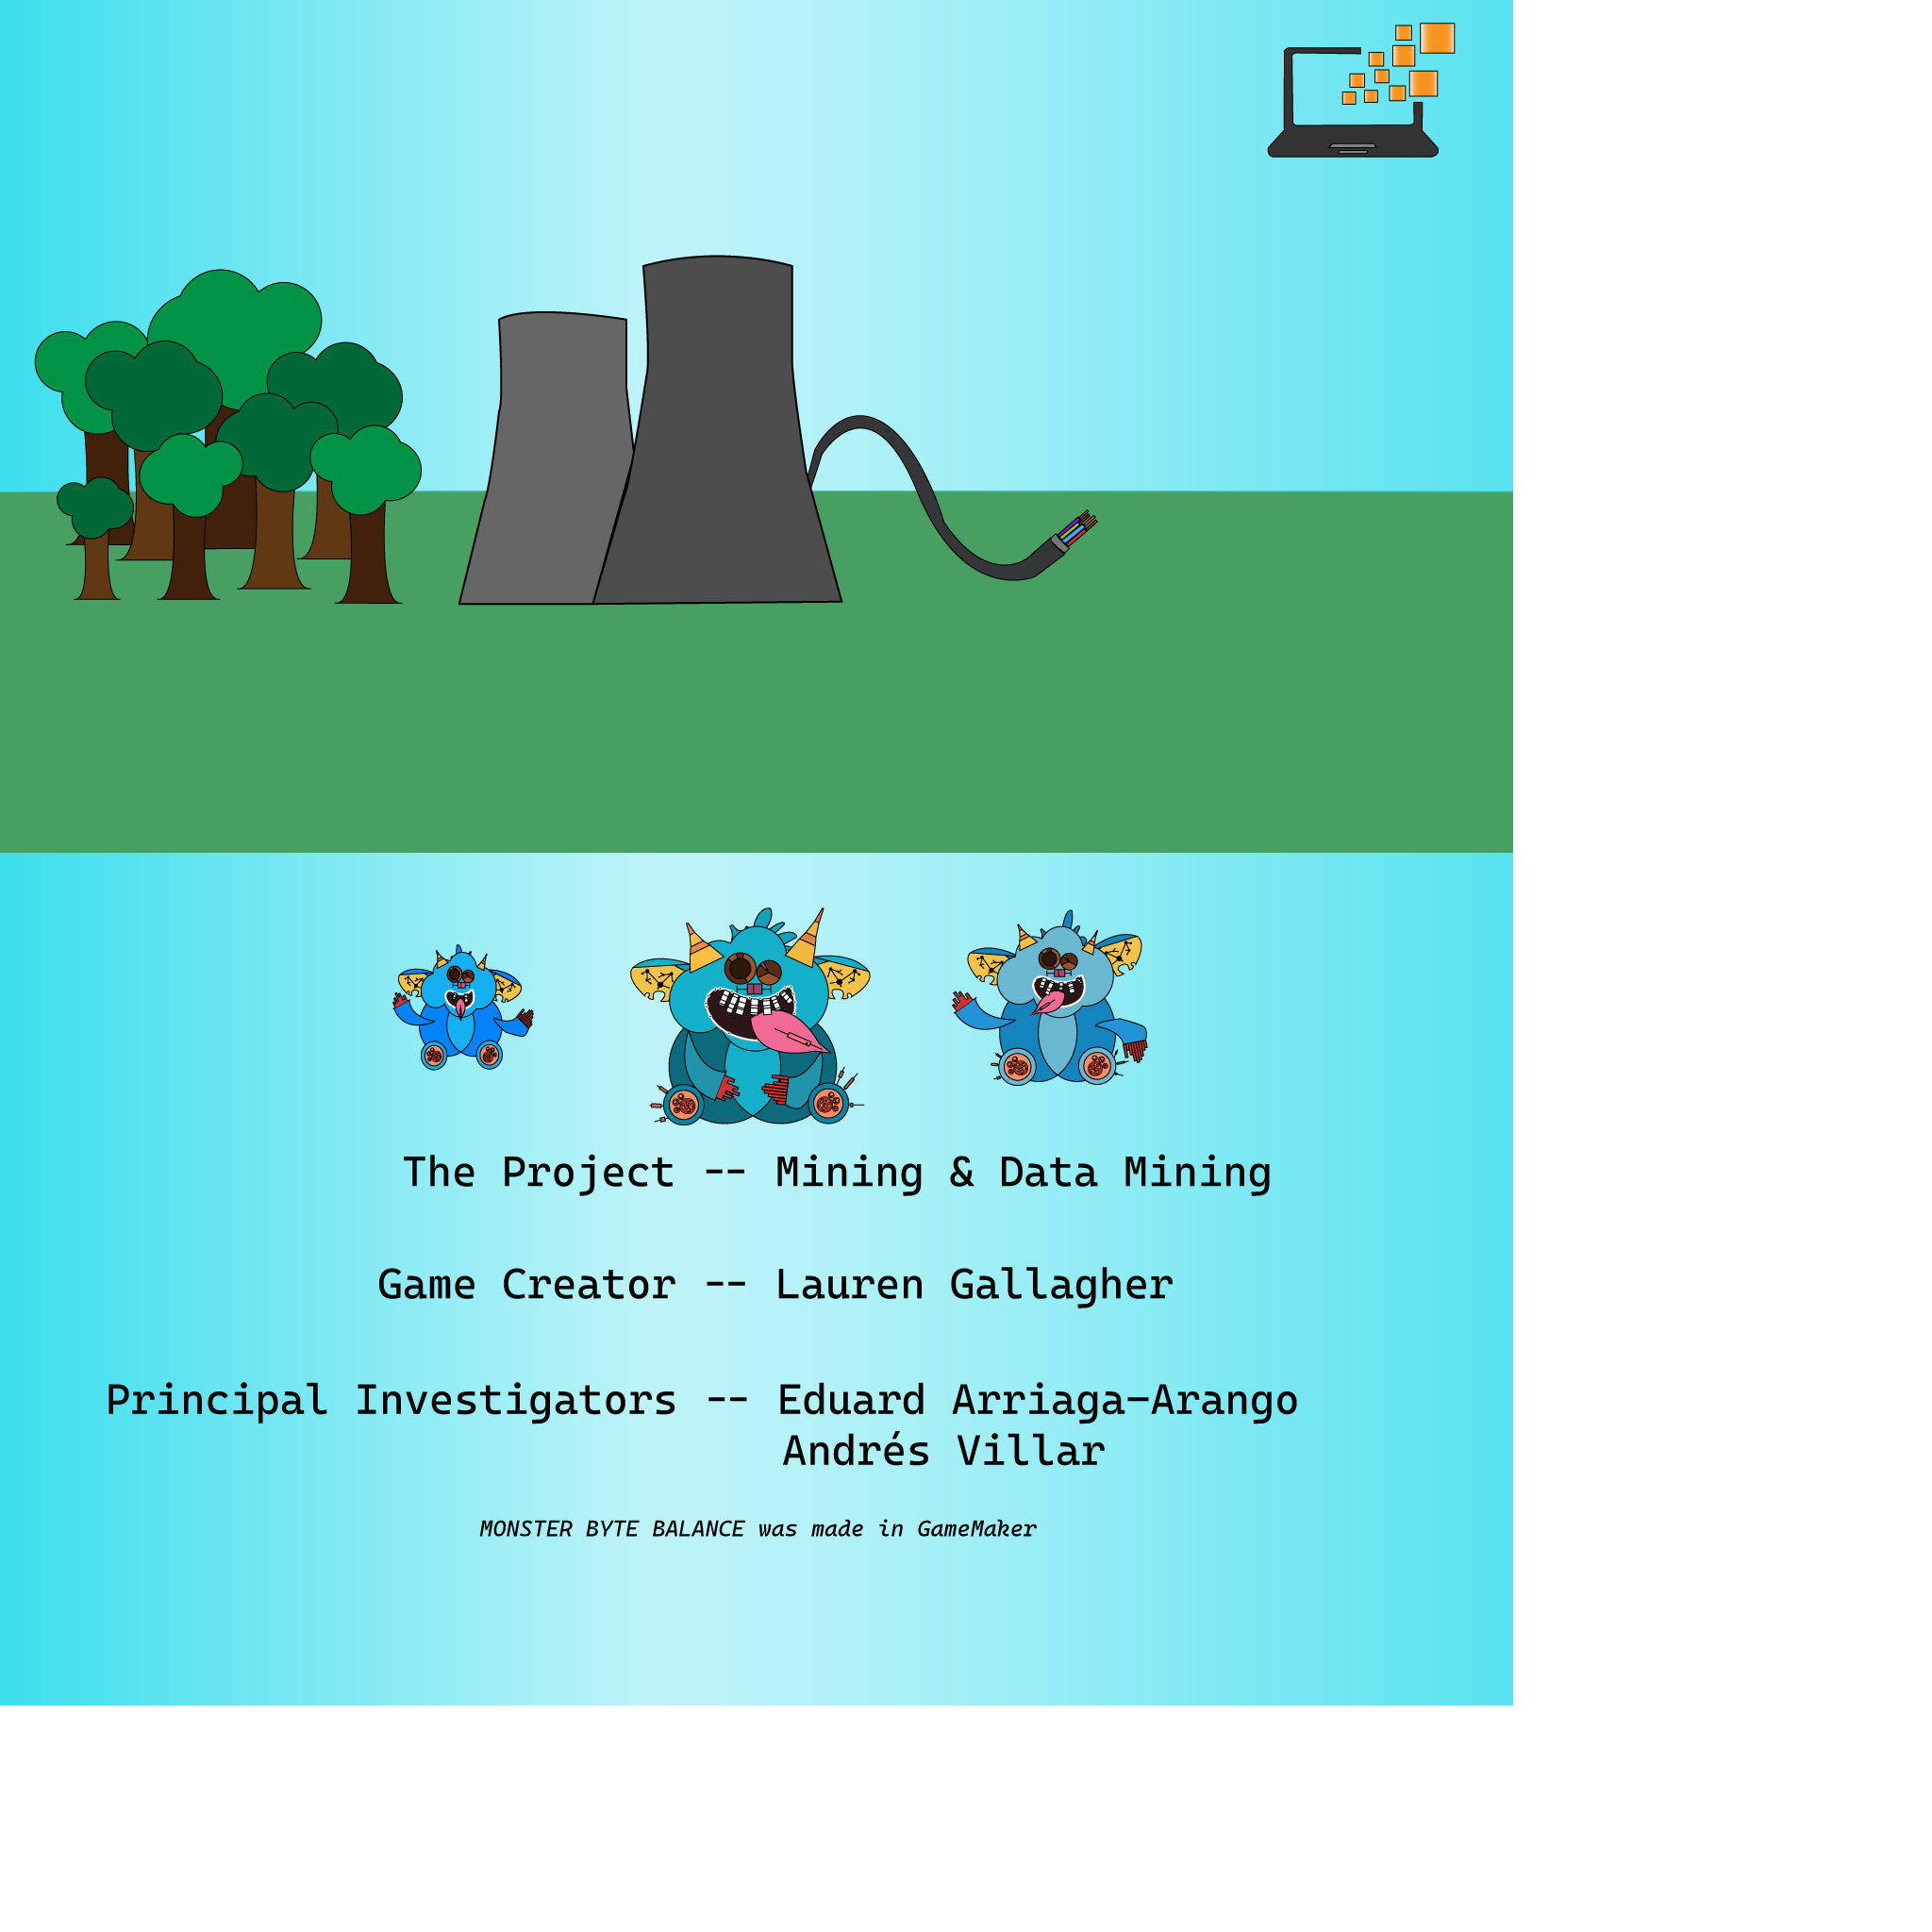 The Project -- Mining & Data Mining
Game Creator -- Lauren Gallagher
Principal Investigators -- Eduard Arriaga-Arango
Andrés Villar
MONSTER BYTE BALANCE was made in GameMaker